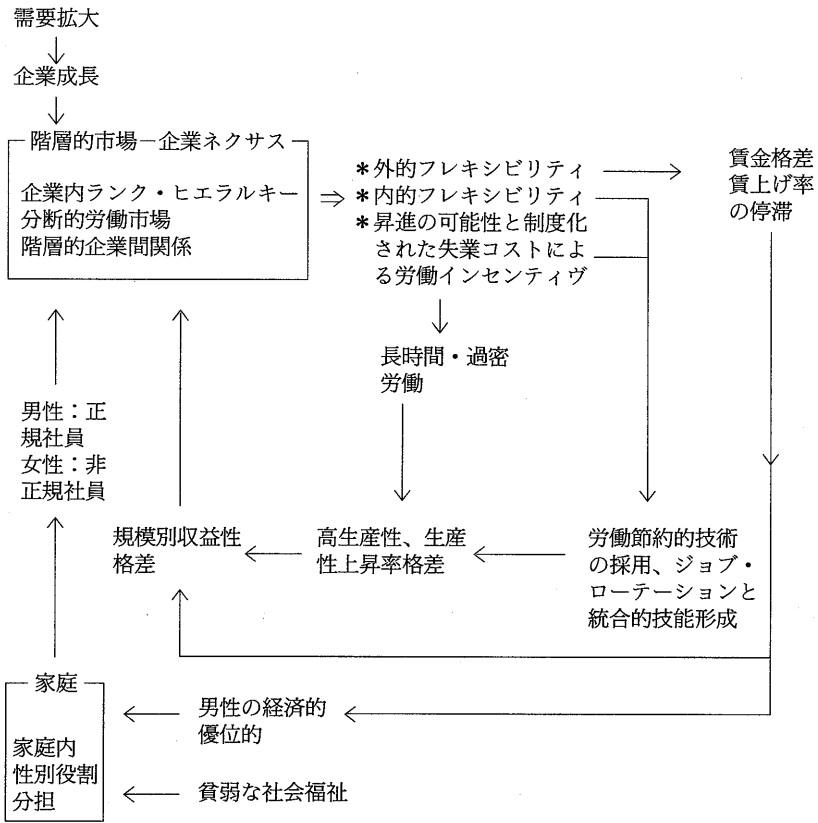 需要拡大
企業成長
階層的市場－企業ネクサス
企業内ランク・ヒエラルキー
分断的労働市場
階層的企業間関係
＊外的フレキシビリティ
＊内的フレキシビリティ
＊昇進の可能性と制度化
された失業コストによ
る労働インセンティヴ
賃金格差
賃上げ率
の停滞
長時間・過密
労働
男性：正
規社員
女性：非
正規社員
規模別収益性
格差
高生産性、生産
性上昇率格差
労働節約的技術
の採用、ジョブ・
ローテーションと
統合的技能形成
家庭
家庭内
性別役割
分担
男性の経済的
優位的
貧弱な社会福祉